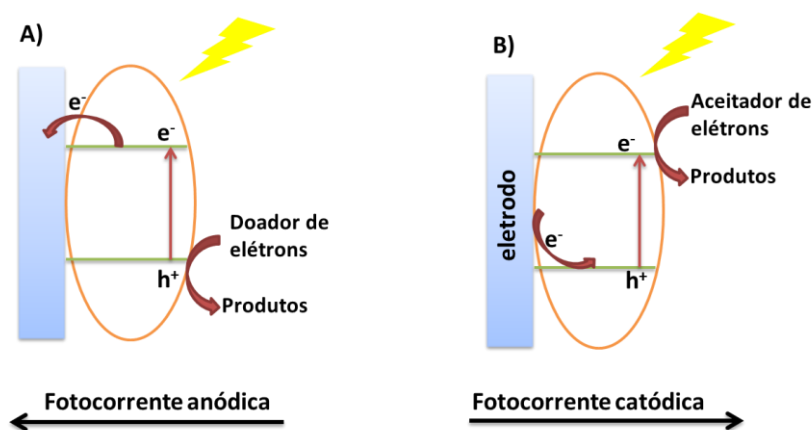 A)
e⁻
e⁻
Doador de
elétrons
h⁺
Produtos
Fotocorrente anódica
B)
Aceitador de
elétrons
e⁻
Produtos
eletrodo
e⁻
h⁺
Fotocorrente catódica